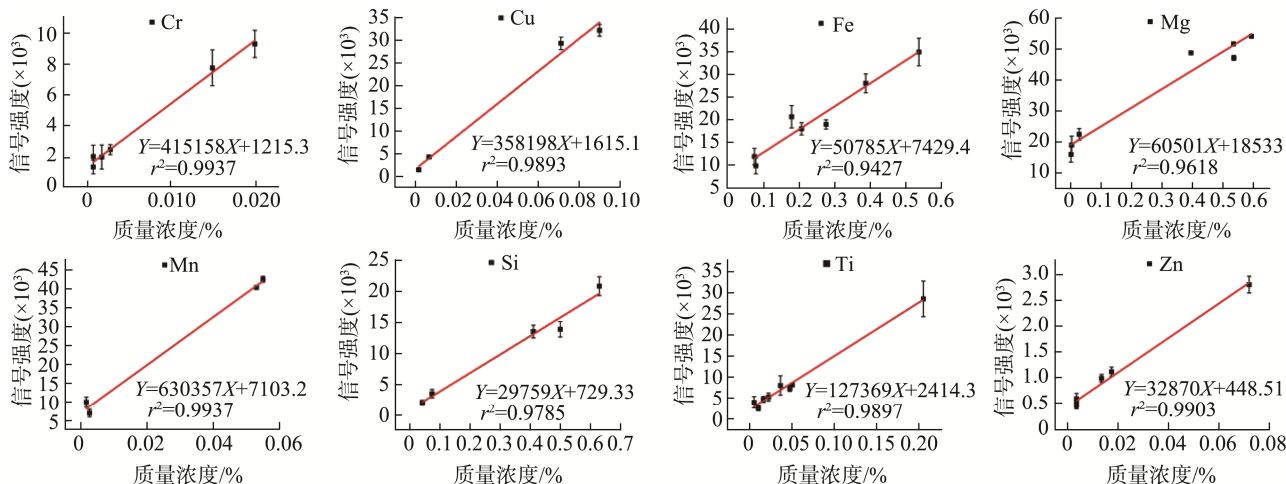 Cr
信号强度(×10³)
10
8
6
4
2
0
Y=415158X+1215.3
r²=0.9937
0
0.010
0.020
质量浓度/%
Cu
信号强度(×10³)
35
30
25
20
15
10
5
0
Y=358198X+1615.1
r²=0.9893
0
0.02
0.04
0.06
0.08
0.10
质量浓度/%
Fe
信号强度(×10³)
40
35
30
25
20
15
10
5
Y=50785X+7429.4
r²=0.9427
0
0.1
0.2
0.3
0.4
0.5
0.6
质量浓度/%
Mg
信号强度(×10³)
60
50
40
30
20
10
Y=60501X+18533
r²=0.9618
0
0.1
0.2
0.3
0.4
0.5
0.6
质量浓度/%
Mn
信号强度(×10³)
45
40
35
30
25
20
15
10
5
Y=630357X+7103.2
r²=0.9937
0
0.02
0.04
0.06
质量浓度/%
Si
信号强度(×10³)
25
20
15
10
5
0
Y=29759X+729.33
r²=0.9785
0
0.1
0.2
0.3
0.4
0.5
0.6
0.7
质量浓度/%
Ti
信号强度(×10³)
35
30
25
20
15
10
5
0
Y=127369X+2414.3
r²=0.9897
0
0.05
0.10
0.15
0.20
质量浓度/%
Zn
信号强度(×10³)
3.0
2.5
2.0
1.5
1.0
0.5
0
Y=32870X+448.51
r²=0.9903
0
0.02
0.04
0.06
0.08
质量浓度/%